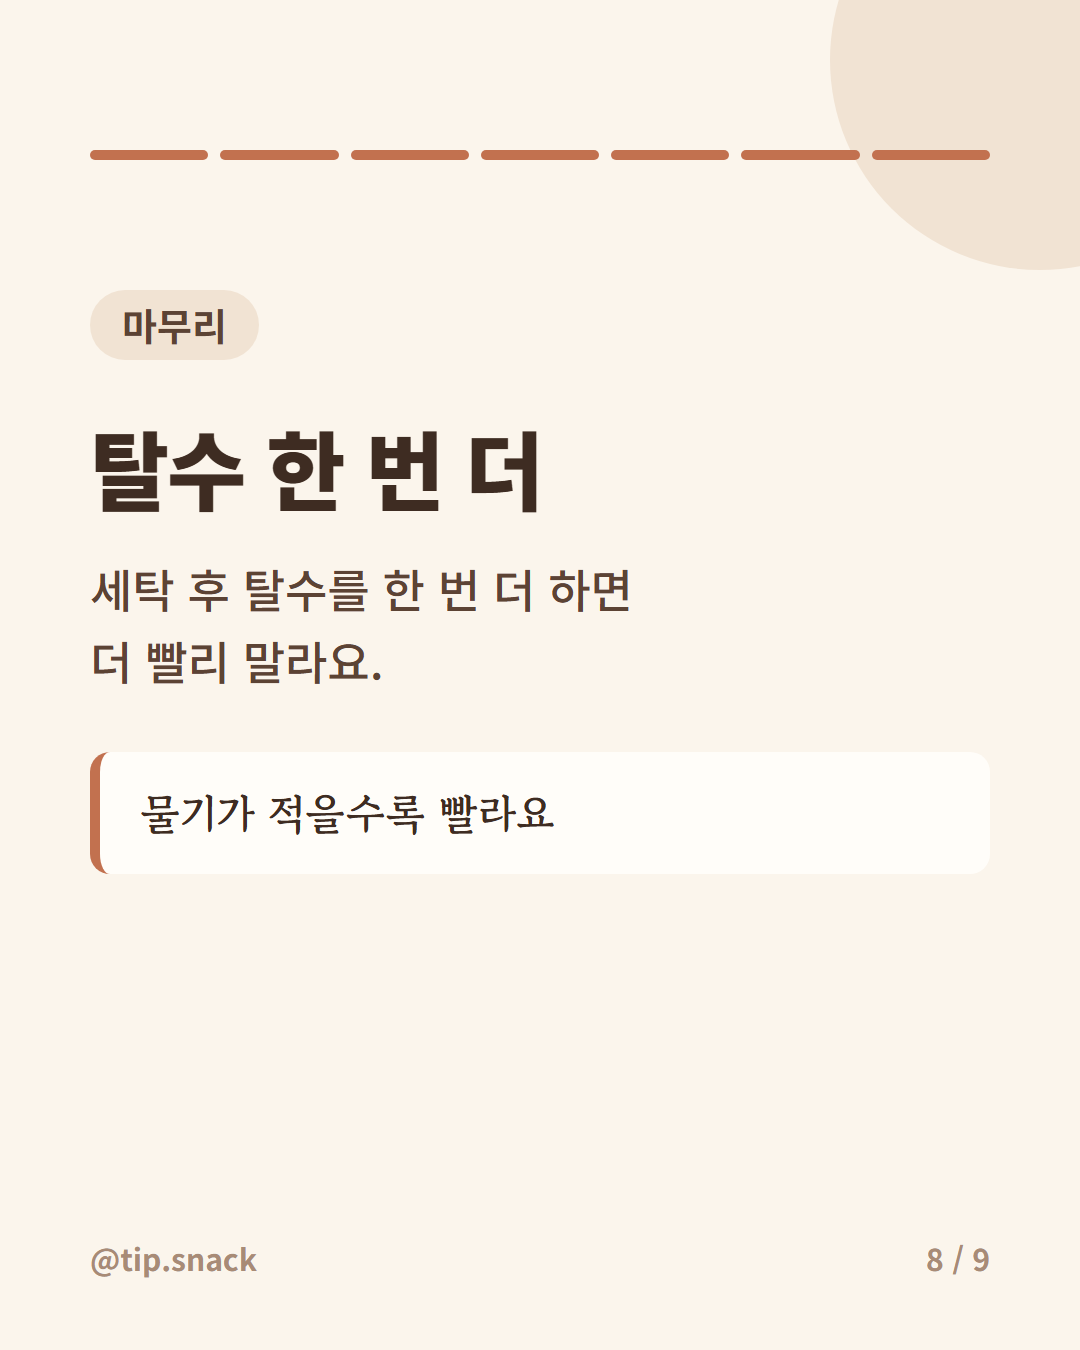 마무리
탈수 한 번 더
세탁 후 탈수를 한 번 더 하면
더 빨리 말라요.
물기가 적을수록 빨라요
@tip.snack
8 / 9